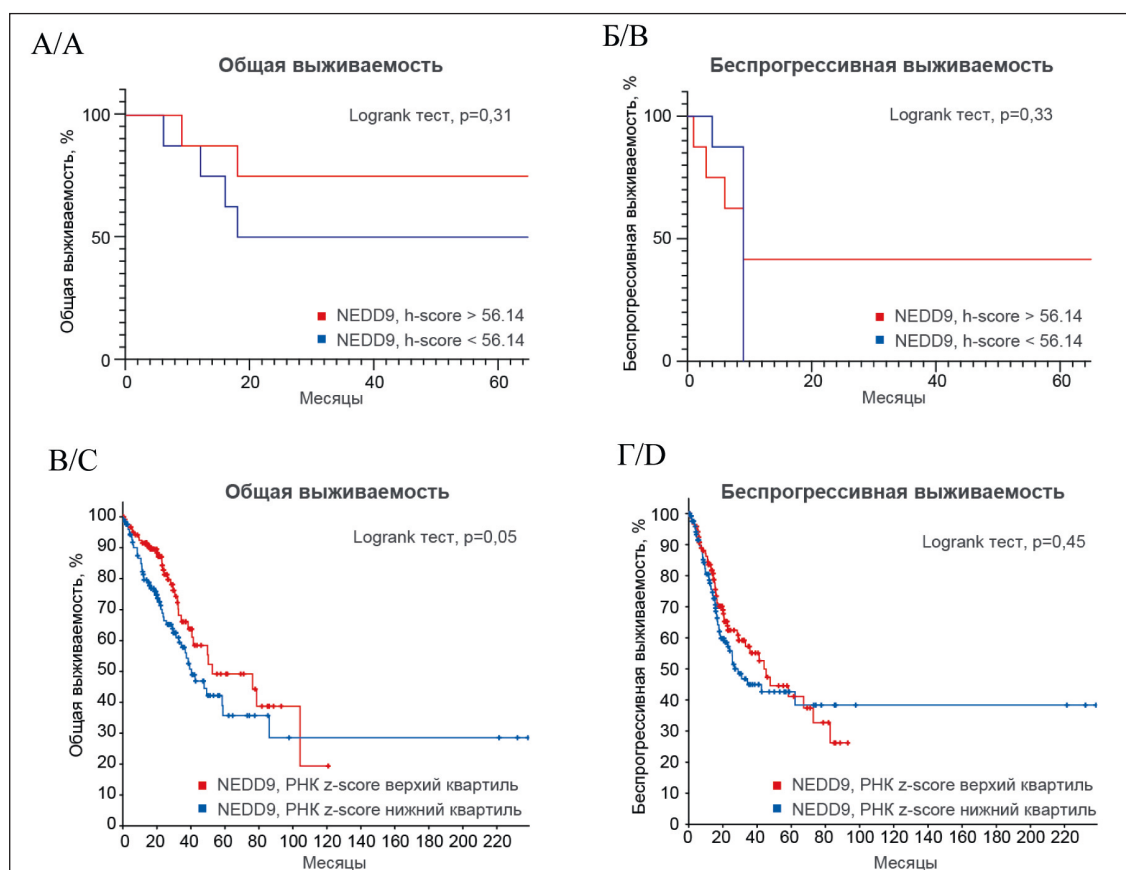 А/A
Общая выживаемость
Logrank тест, p=0,31
Общая выживаемость, %
100
50
0
NEDD9, h-score > 56.14
NEDD9, h-score < 56.14
0 20 40 60
Месяцы
Б/B
Беспрогрессивная выживаемость
Logrank тест, p=0,33
Беспрогрессивная выживаемость, %
100
50
0
NEDD9, h-score > 56.14
NEDD9, h-score < 56.14
0 20 40 60
Месяцы
В/C
Общая выживаемость
Logrank тест, p=0,05
Общая выживаемость, %
100
90
80
70
60
50
40
30
20
10
0
NEDD9, РНК z-score верхий квартиль
NEDD9, РНК z-score нижний квартиль
0 20 40 60 80 100 120 140 160 180 200 220
Месяцы
Г/D
Беспрогрессивная выживаемость
Logrank тест, p=0,45
Беспрогрессивная выживаемость, %
100
90
80
70
60
50
40
30
20
10
0
NEDD9, РНК z-score верхий квартиль
NEDD9, РНК z-score нижний квартиль
0 20 40 60 80 100 120 140 160 180 200 220
Месяцы